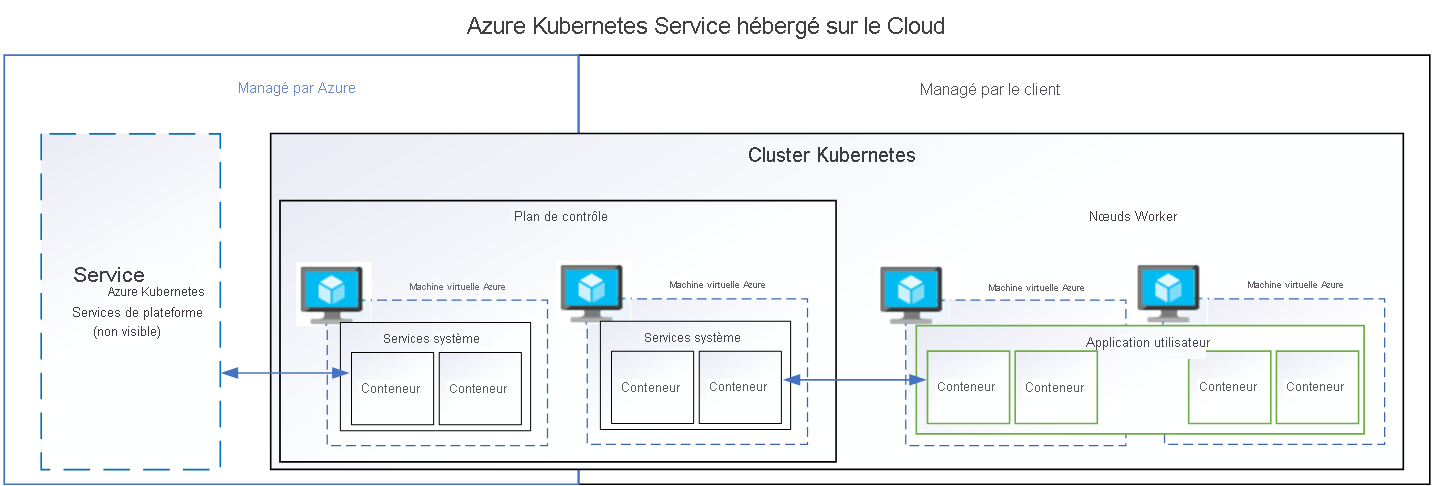 Azure Kubernetes Service hébergé sur le Cloud
Managé par Azure
Managé par le client
Cluster Kubernetes
Plan de contrôle
Nœuds Worker
Service
Azure Kubernetes
Services de plateforme
(non visible)
Machine virtuelle Azure
Machine virtuelle Azure
Machine virtuelle Azure
Machine virtuelle Azure
Services système
Services système
Application utilisateur
Conteneur
Conteneur
Conteneur
Conteneur
Conteneur
Conteneur
Conteneur
Conteneur